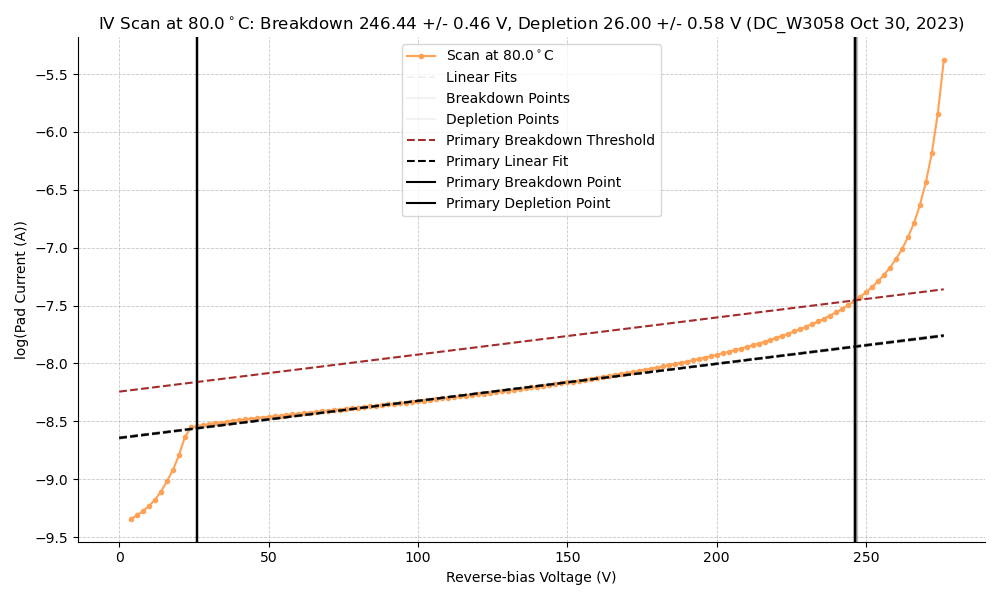 IV Scan at 80.0°C: Breakdown 246.44 +/- 0.46 V, Depletion 26.00 +/- 0.58 V (DC_W3058 Oct 30, 2023)
Scan at 80.0°C
Linear Fits
Breakdown Points
Depletion Points
Primary Breakdown Threshold
Primary Linear Fit
Primary Breakdown Point
Primary Depletion Point
log(Pad Current (A))
−5.5
−6.0
−6.5
−7.0
−7.5
−8.0
−8.5
−9.0
−9.5
0 50 100 150 200 250
Reverse-bias Voltage (V)